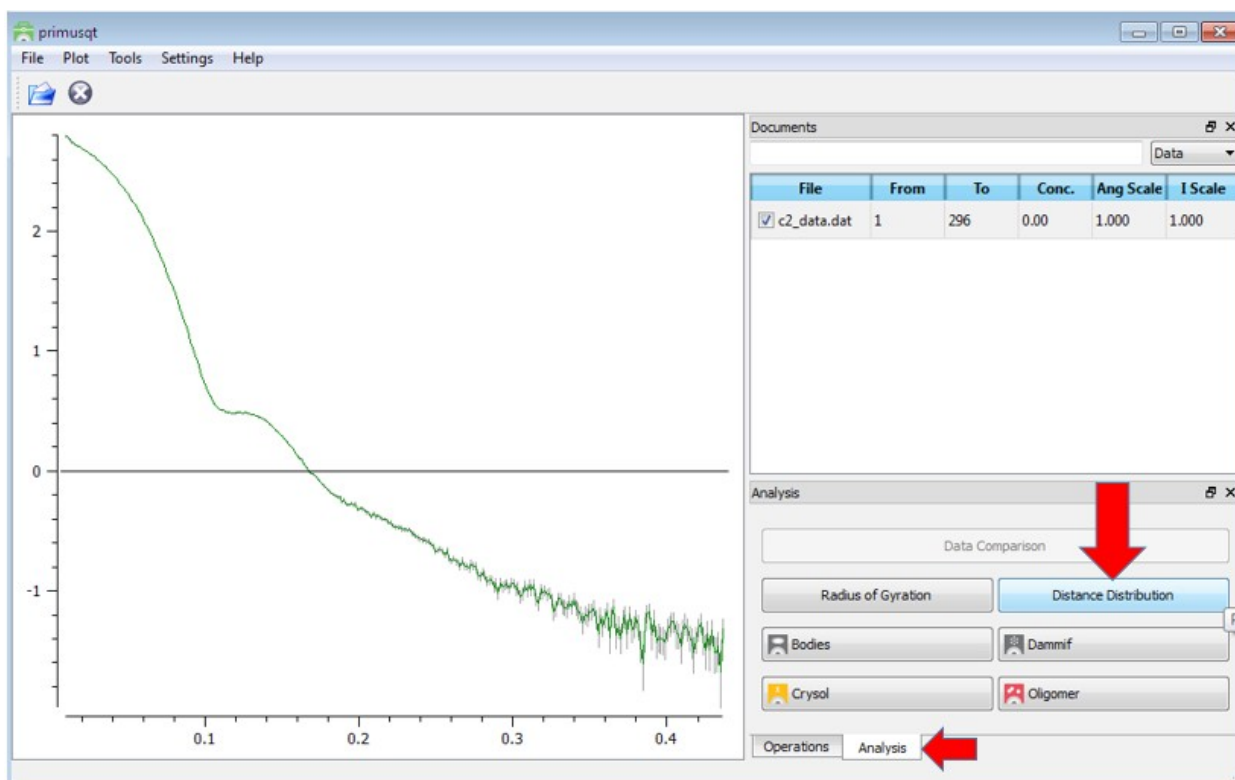 primusqt
File Plot Tools Settings Help
2
1
0
-1
0.1 0.2 0.3 0.4
Documents
Data
File From To Conc. Ang Scale I Scale
c2_data.dat 1 296 0.00 1.000 1.000
Analysis
Data Comparison
Radius of Gyration Distance Distribution
Bodies Dammif
Crysol Oligomer
Operations Analysis